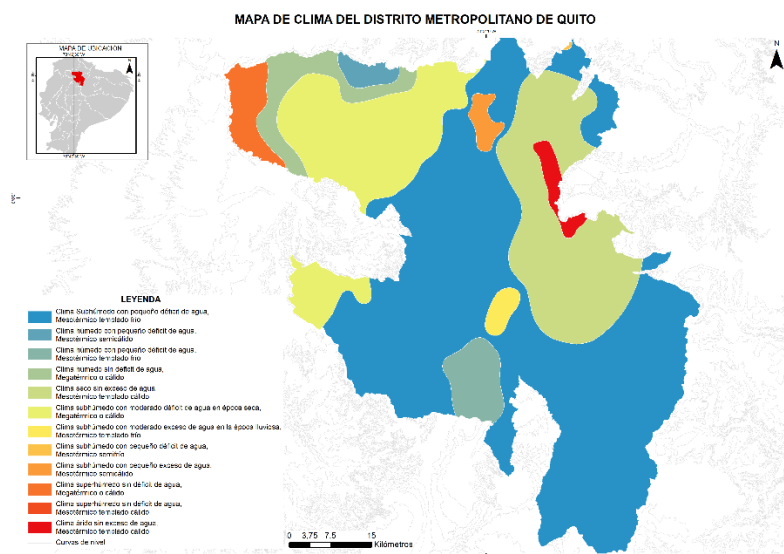 MAPA DE CLIMA DEL DISTRITO METROPOLITANO DE QUITO
MAPA DE UBICACIÓN
N
N
LEYENDA
Clima Subhúmedo con pequeño déficit de agua,
Mesotérmico templado frío
Clima húmedo con pequeño déficit de agua,
Mesotérmico semicálido
Clima húmedo con pequeño déficit de agua,
Mesotérmico templado frío
Clima húmedo sin déficit de agua,
Megatérmico o cálido
Clima seco sin exceso de agua,
Mesotérmico templado cálido
Clima subhúmedo con moderado déficit de agua en época seca,
Megatérmico o cálido
Clima subhúmedo con moderado exceso de agua en la época lluviosa,
Mesotérmico templado frío
Clima subhúmedo con pequeño déficit de agua,
Mesotérmico semifrío
Clima subhúmedo con pequeño exceso de agua,
Mesotérmico semicálido
Clima superhúmedo sin déficit de agua,
Megatérmico o cálido
Clima superhúmedo sin déficit de agua,
Mesotérmico templado cálido
Clima árido sin exceso de agua
Mesotérmico templado cálido
Curvas de nivel
0 3.75 7.5 15
Kilómetros